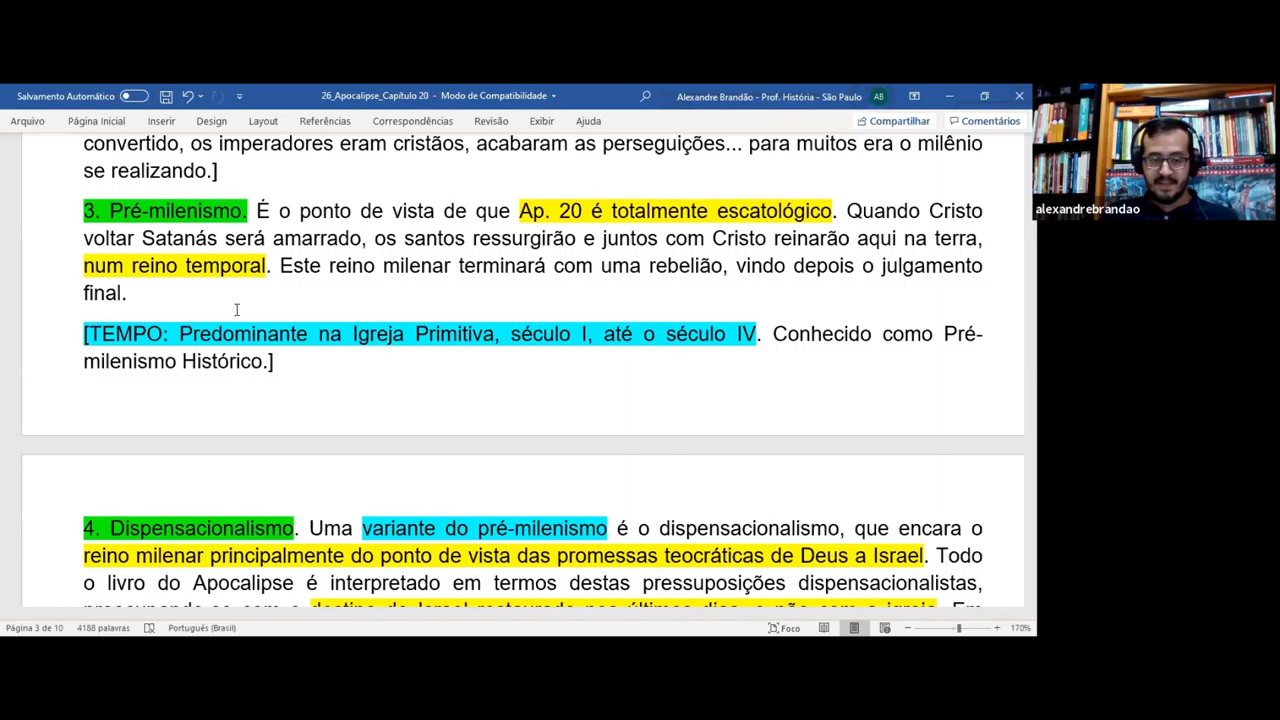 Salvamento Automático
26_Apocalipse_Capítulo 20 - Modo de Compatibilidade
Alexandre Brandão - Prof. História - São Paulo AB
Arquivo Página Inicial Inserir Design Layout Referências Correspondências Revisão Exibir Ajuda Compartilhar Comentários
convertido, os imperadores eram cristãos, acabaram as perseguições... para muitos era o milênio
se realizando.]
3. Pré-milenismo. É o ponto de vista de que Ap. 20 é totalmente escatológico. Quando Cristo
voltar Satanás será amarrado, os santos ressurgirão e juntos com Cristo reinarão aqui na terra,
num reino temporal. Este reino milenar terminará com uma rebelião, vindo depois o julgamento
final.
[TEMPO: Predominante na Igreja Primitiva, século I, até o século IV. Conhecido como Pré-
milenismo Histórico.]
4. Dispensacionalismo. Uma variante do pré-milenismo é o dispensacionalismo, que encara o
reino milenar principalmente do ponto de vista das promessas teocráticas de Deus a Israel. Todo
o livro do Apocalipse é interpretado em termos destas pressuposições dispensacionalistas,
Página 3 de 10 4188 palavras Português (Brasil) Foco 170%
alexandrebrandao